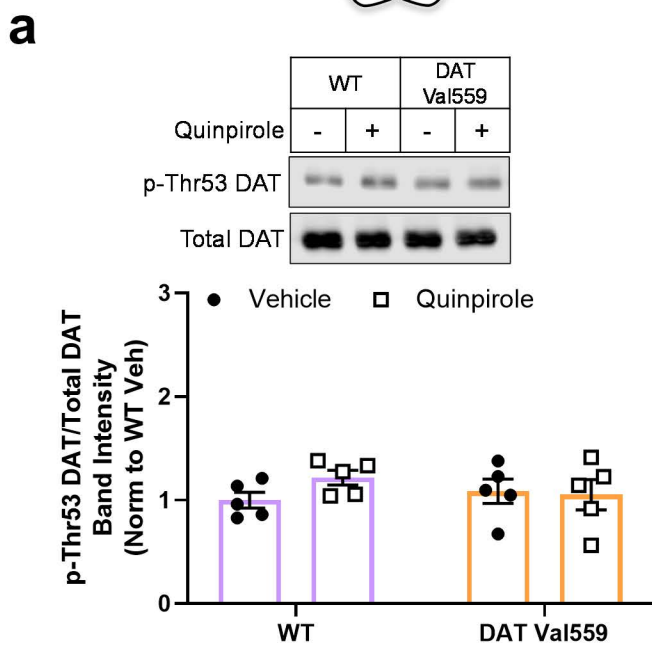 a
WT
DAT
Val559
Quinpirole - + - +
p-Thr53 DAT
Total DAT
Vehicle Quinpirole
p-Thr53 DAT/Total DAT
Band Intensity
(Norm to WT Veh)
3
2
1
0
WT DAT Val559